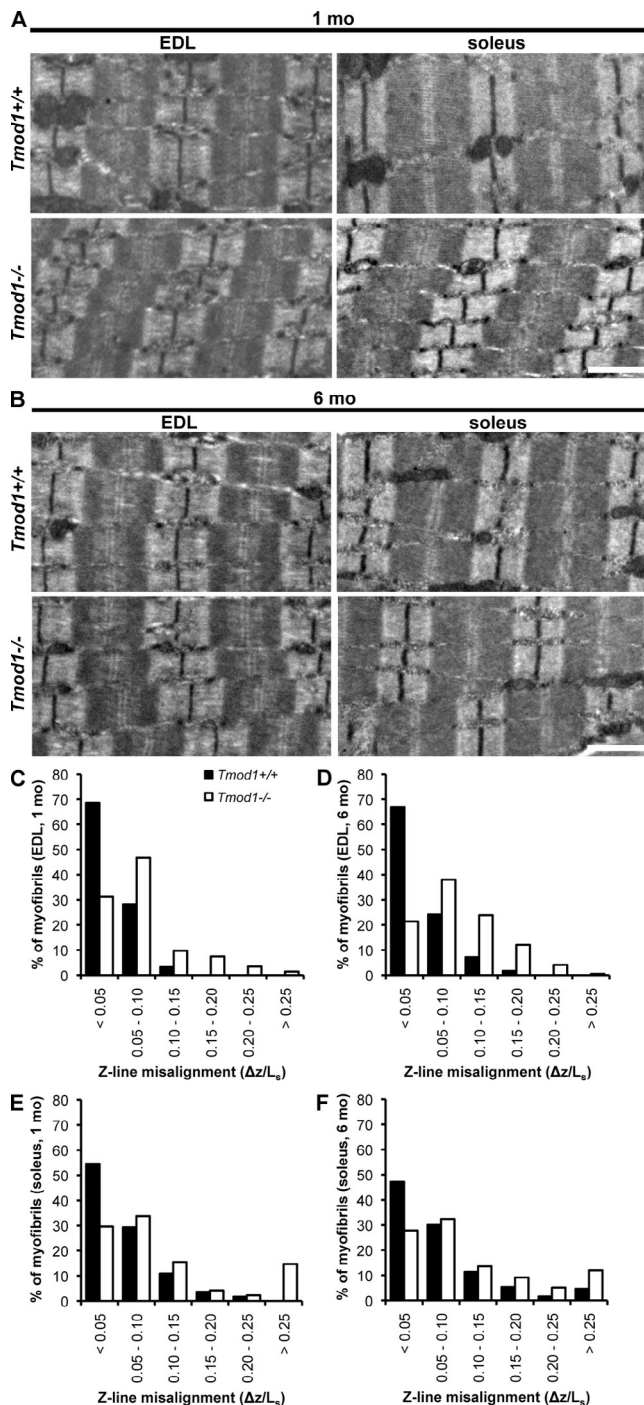 A
1 mo
EDL soleus
Tmod1+/+
Tmod1-/-
B
6 mo
EDL soleus
Tmod1+/+
Tmod1-/-
C
% of myofibrils (EDL, 1 mo)
80
70
60
50
40
30
20
10
0
Tmod1+/+
Tmod1-/-
< 0.05
0.05 - 0.10
0.10 - 0.15
0.15 - 0.20
0.20 - 0.25
> 0.25
Z-line misalignment (Δz/Lₛ)
D
% of myofibrils (EDL, 6 mo)
80
70
60
50
40
30
20
10
0
< 0.05
0.05 - 0.10
0.10 - 0.15
0.15 - 0.20
0.20 - 0.25
> 0.25
Z-line misalignment (Δz/Lₛ)
E
% of myofibrils (soleus, 1 mo)
80
70
60
50
40
30
20
10
0
< 0.05
0.05 - 0.10
0.10 - 0.15
0.15 - 0.20
0.20 - 0.25
> 0.25
Z-line misalignment (Δz/Lₛ)
F
% of myofibrils (soleus, 6 mo)
80
70
60
50
40
30
20
10
0
< 0.05
0.05 - 0.10
0.10 - 0.15
0.15 - 0.20
0.20 - 0.25
> 0.25
Z-line misalignment (Δz/Lₛ)